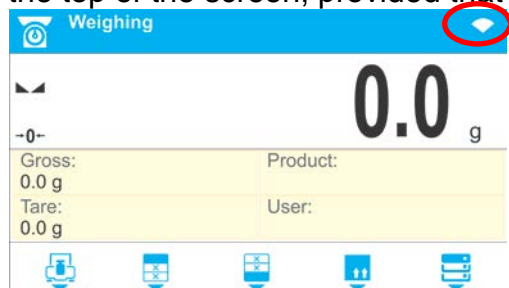 the top of the screen, provided that
Weighing
0.0 g
→0←
Gross:
0.0 g
Product:
Tare:
0.0 g
User: